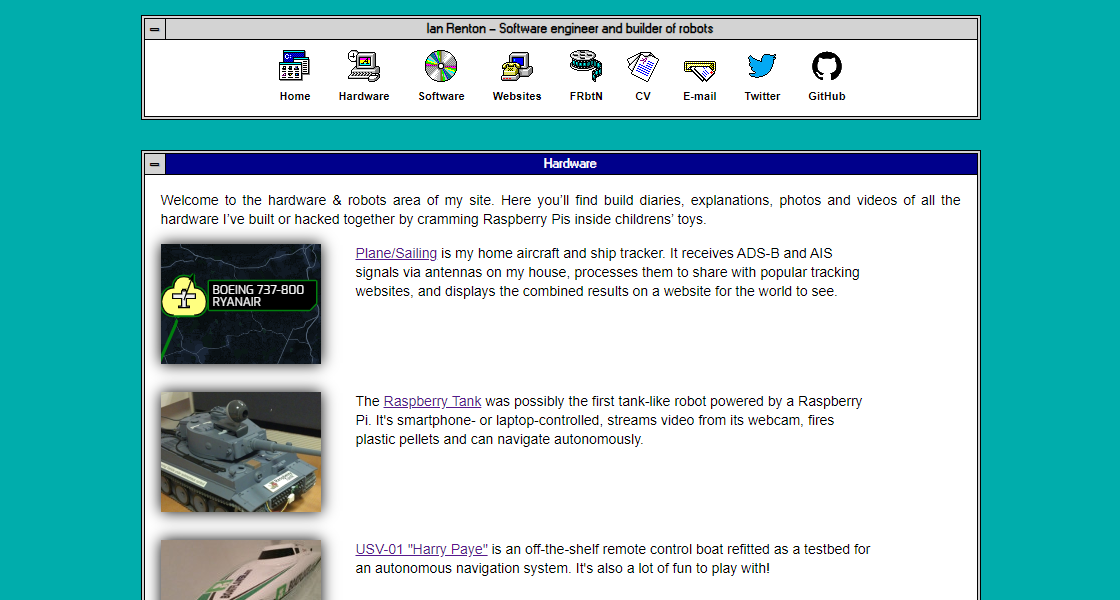 Ian Renton – Software engineer and builder of robots
Home Hardware Software Websites FRbtN CV E-mail Twitter GitHub
Hardware
Welcome to the hardware & robots area of my site. Here you’ll find build diaries, explanations, photos and videos of all the
hardware I’ve built or hacked together by cramming Raspberry Pis inside childrens’ toys.
BOEING 737-800
RYANAIR
Plane/Sailing is my home aircraft and ship tracker. It receives ADS-B and AIS
signals via antennas on my house, processes them to share with popular tracking
websites, and displays the combined results on a website for the world to see.
The Raspberry Tank was possibly the first tank-like robot powered by a Raspberry
Pi. It's smartphone- or laptop-controlled, streams video from its webcam, fires
plastic pellets and can navigate autonomously.
USV-01 "Harry Paye" is an off-the-shelf remote control boat refitted as a testbed for
an autonomous navigation system. It's also a lot of fun to play with!